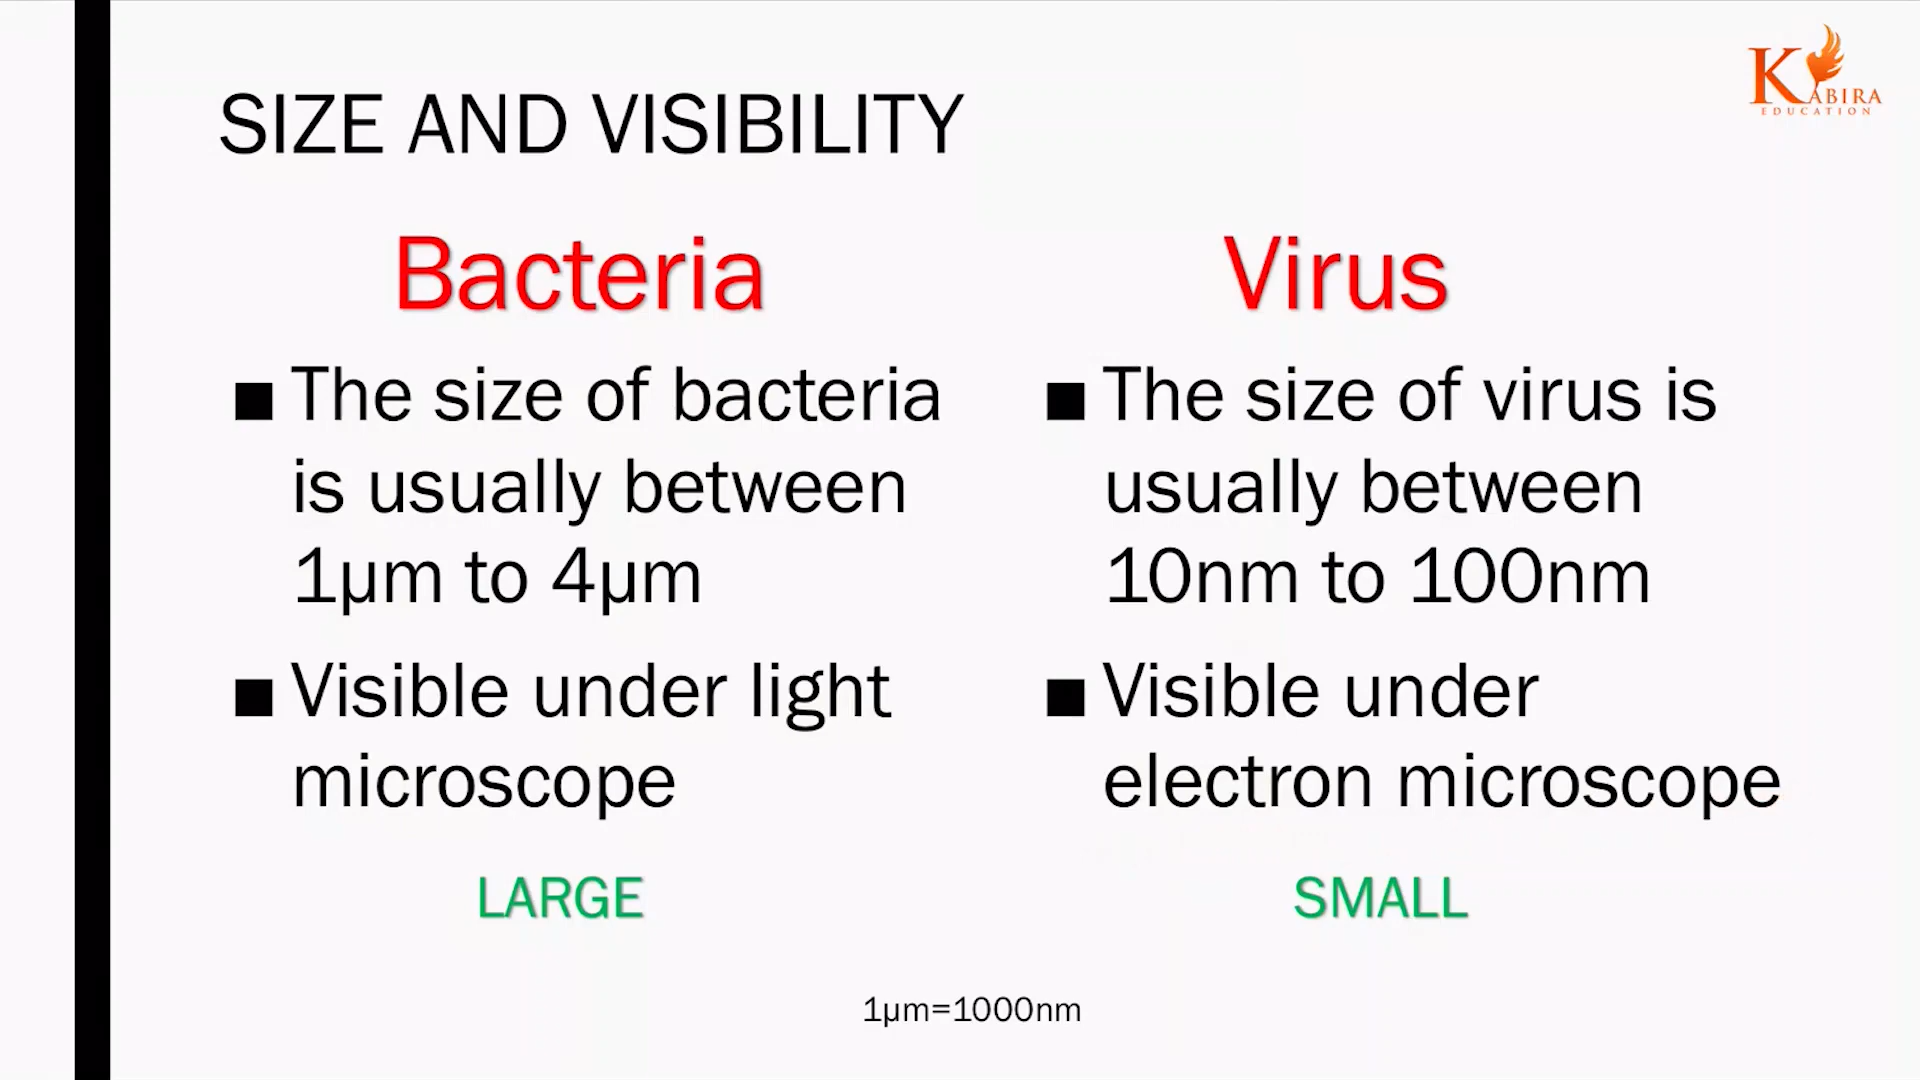 KABIRA
EDUCATION
SIZE AND VISIBILITY
Bacteria
■ The size of bacteria
is usually between
1μm to 4μm
■ Visible under light
microscope
LARGE
Virus
■ The size of virus is
usually between
10nm to 100nm
■ Visible under
electron microscope
SMALL
1μm=1000nm